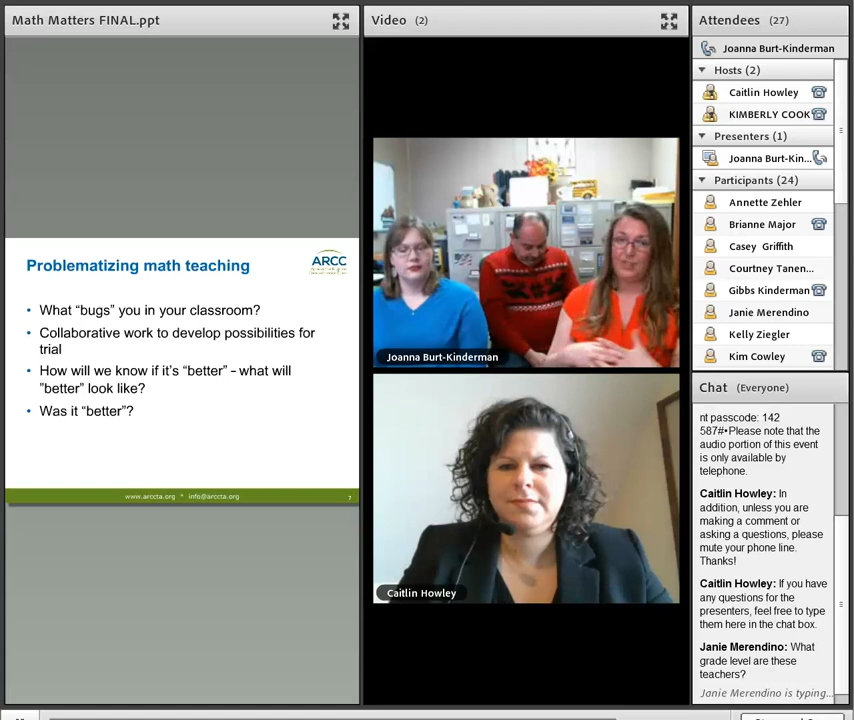 Math Matters FINAL.ppt
Problematizing math teaching
ARCC
• What “bugs” you in your classroom?
• Collaborative work to develop possibilities for
trial
• How will we know if it’s “better” – what will
”better” look like?
• Was it “better”?
www.arccta.org * info@arccta.org
7
Video (2)
Joanna Burt-Kinderman
Caitlin Howley
Attendees (27)
Joanna Burt-Kinderman
Hosts (2)
Caitlin Howley
KIMBERLY COOK
Presenters (1)
Joanna Burt-Kin...
Participants (24)
Annette Zehler
Brianne Major
Casey Griffith
Courtney Tanen...
Gibbs Kinderman
Janie Merendino
Kelly Ziegler
Kim Cowley
Chat (Everyone)
nt passcode: 142
587#•Please note that the
audio portion of this event
is only available by
telephone.
Caitlin Howley: In
addition, unless you are
making a comment or
asking a questions, please
mute your phone line.
Thanks!
Caitlin Howley: If you have
any questions for the
presenters, feel free to type
them here in the chat box.
Janie Merendino: What
grade level are these
teachers?
Janie Merendino is typing...